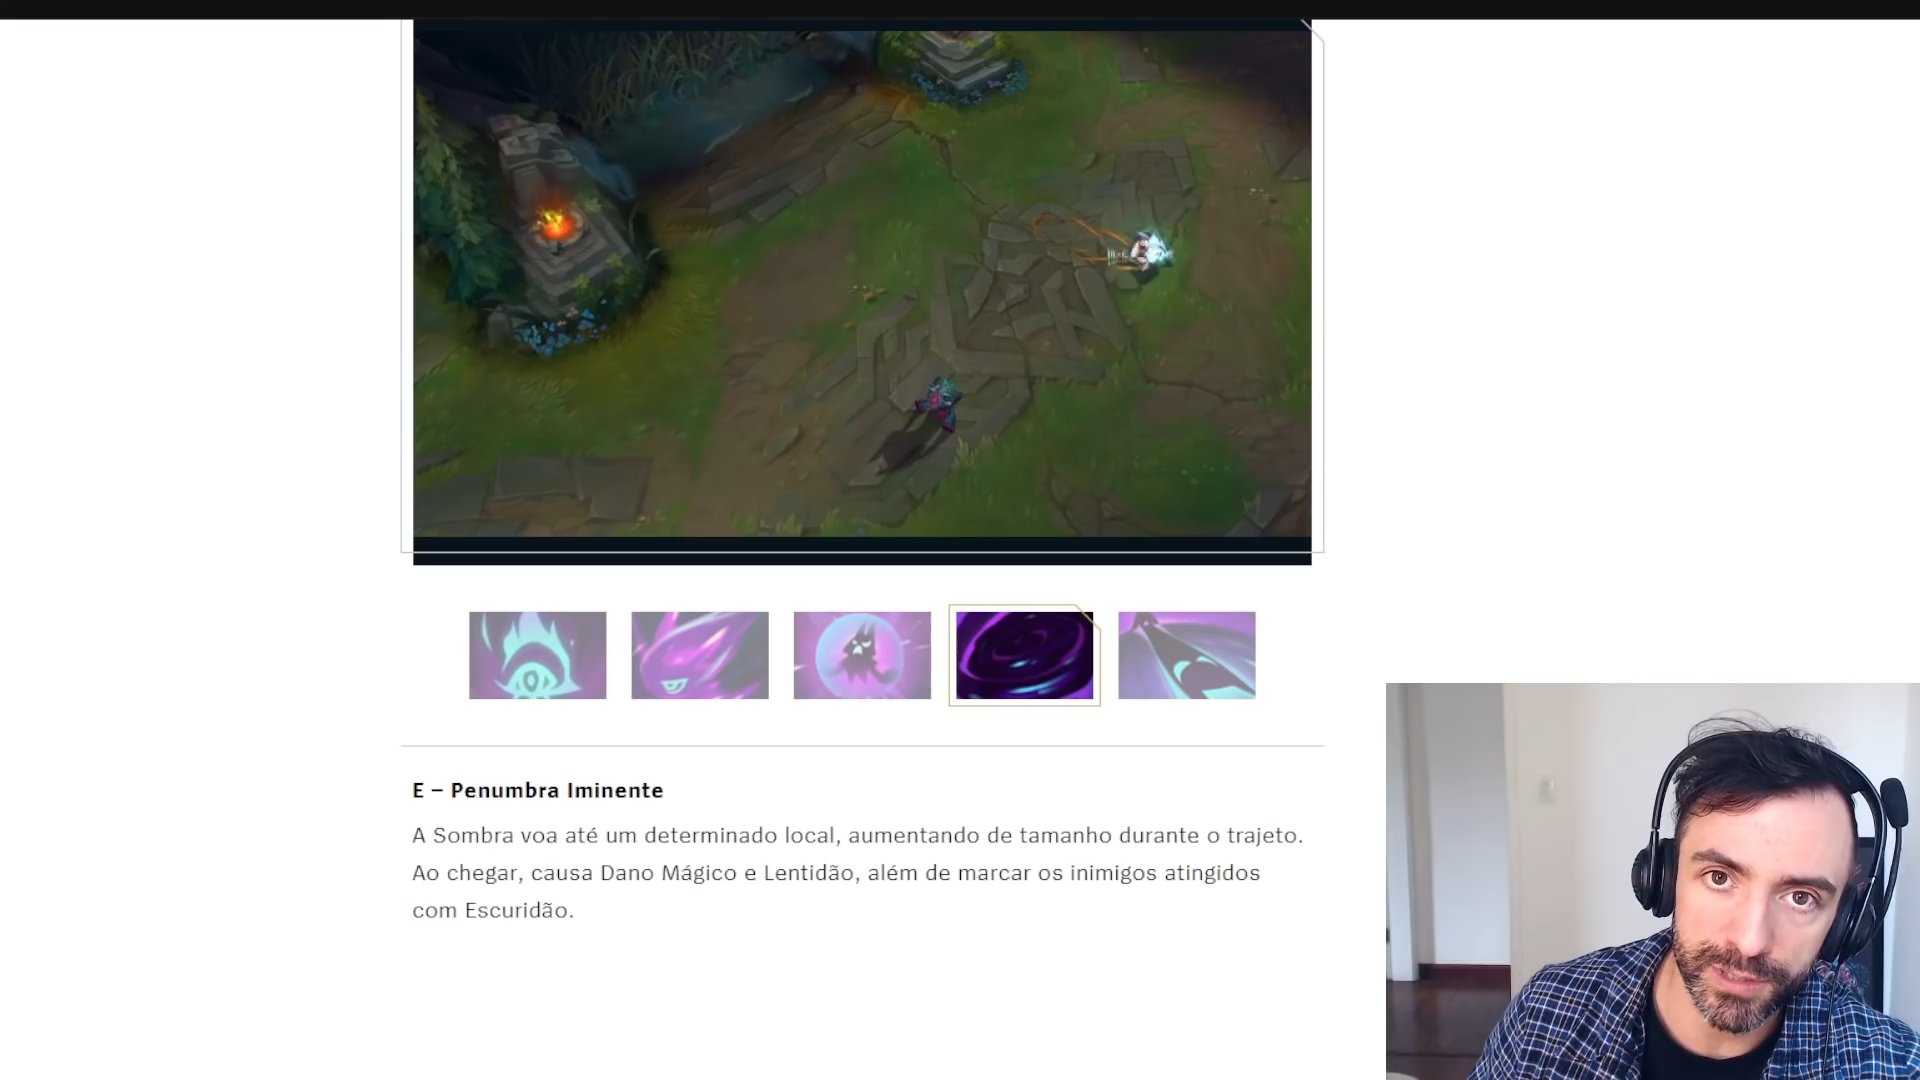 E – Penumbra Iminente
A Sombra voa até um determinado local, aumentando de tamanho durante o trajeto.
Ao chegar, causa Dano Mágico e Lentidão, além de marcar os inimigos atingidos
com Escuridão.